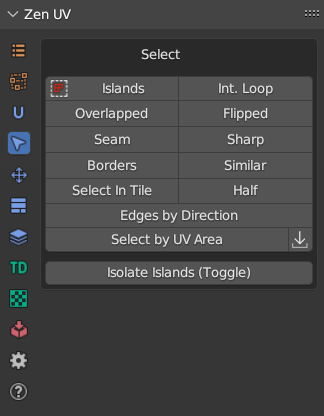 Zen UV
Select
Islands Int. Loop
Overlapped Flipped
Seam Sharp
Borders Similar
Select In Tile Half
Edges by Direction
Select by UV Area
TD
Isolate Islands (Toggle)
?